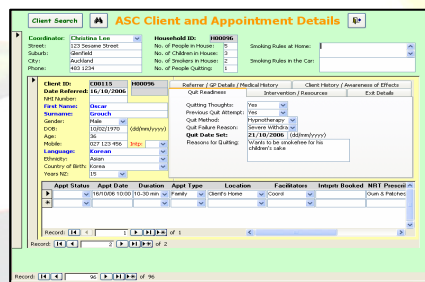 Client Search
ASC Client and Appointment Details
Coordinator: Christina Lee
Household ID: H00096
Street: 123 Sesame Street
No. of People in House: 5
Smoking Rules at Home:
Suburb: Glenfield
No. of Children in House: 3
City: Auckland
No. of Smokers in House: 2
Smoking Rules in the Car:
Phone: 483 1234
No. of People Quitting: 1
Client ID: C00115 H00096
Referrer / GP Details / Medical History
Client History / Awareness of Effects
Date Referred: 16/10/2006
Quit Readiness
Intervention / Resources
Exit Details
NHI Number:
First Name: Oscar
Quitting Thoughts: Yes
Surname: Grouch
Previous Quit Attempt: Yes
Gender: Male
Quit Method: Hypnotherapy
DOB: 10/02/1970 (dd/mm/yyyy)
Quit Failure Reason: Severe Withdra
Age: 36
Quit Date Set: 21/10/2006 (dd/mm/yyyy)
Mobile: 027 123 456 Intp:
Reasons for Quitting: Wants to be smokefree for his
children's sake
Language: Korean
Ethnicity: Asian
Country of Birth: Korea
Years NZ: 15
Appt Status Appt Date Duration Appt Type Location Facilitators Intprtr Booked NRT Prescri
16/10/06 10:00 10-30 min Family Client's Home Coord Gum & Patches
Record: 1 of 1
Record: 2 of 2
Record: 96 of 96